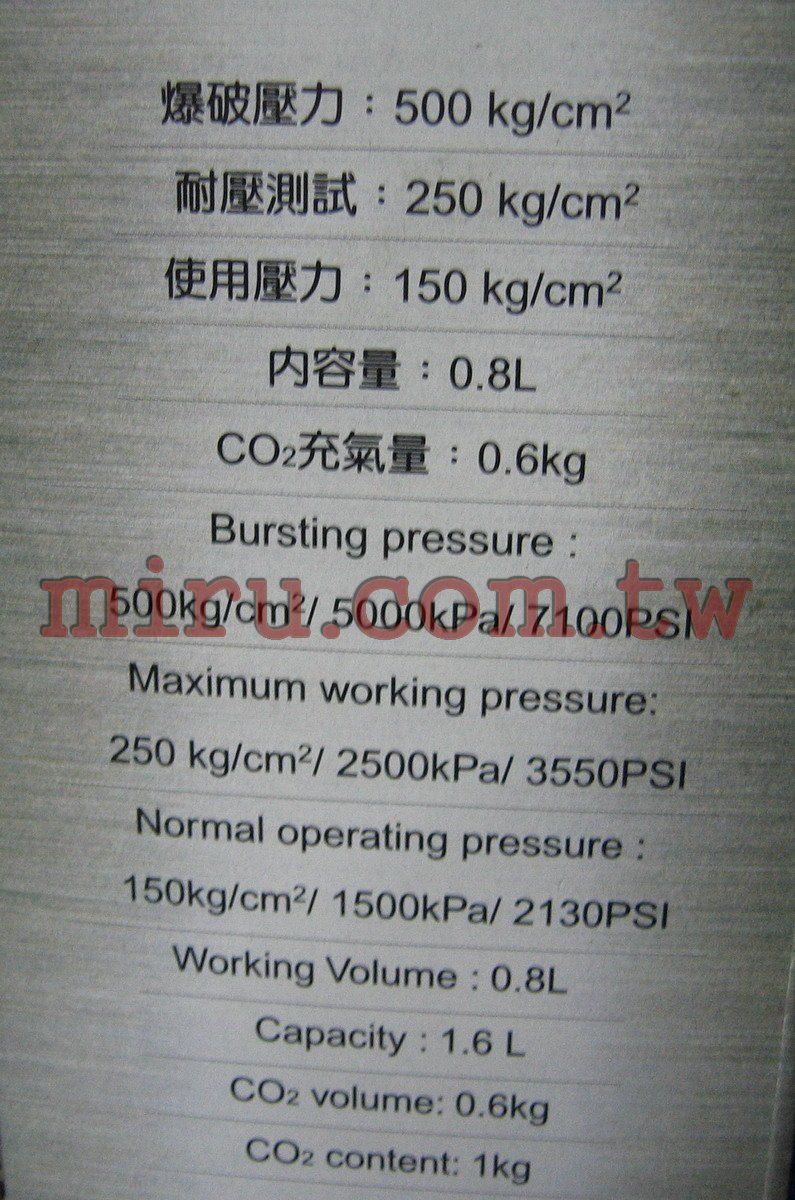 爆破壓力：500 kg/cm²
耐壓測試：250 kg/cm²
使用壓力：150 kg/cm²
內容量：0.8L
CO₂充氣量：0.6kg
Bursting pressure :
500kg/cm²/ 5000kPa/ 7100PSI
miru.com.tw
Maximum working pressure:
250 kg/cm²/ 2500kPa/ 3550PSI
Normal operating pressure :
150kg/cm²/ 1500kPa/ 2130PSI
Working Volume : 0.8L
Capacity : 1.6 L
CO₂ volume: 0.6kg
CO₂ content: 1kg